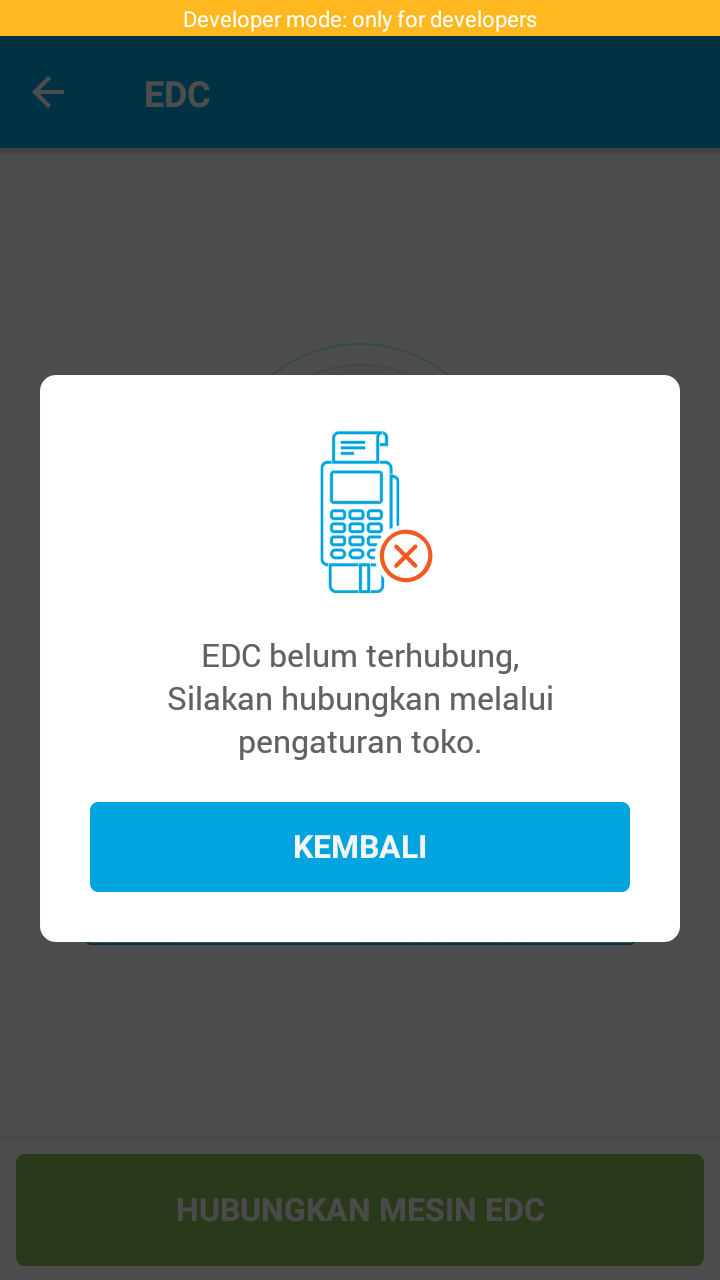 Developer mode: only for developers
EDC
EDC belum terhubung,
Silakan hubungkan melalui
pengaturan toko.
KEMBALI
HUBUNGKAN MESIN EDC